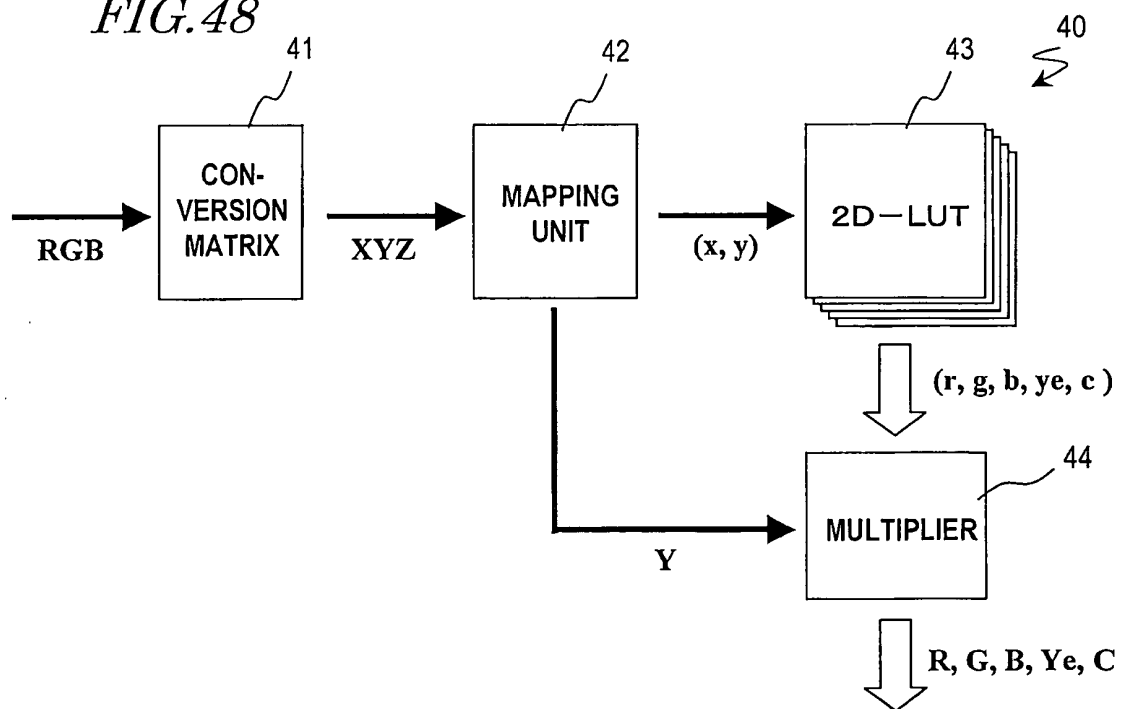 FIG.48
40
41
42
43
CON-
VERSION
MATRIX
MAPPING
UNIT
2D-LUT
RGB
XYZ
(x, y)
(r, g, b, ye, c )
44
MULTIPLIER
Y
R, G, B, Ye, C